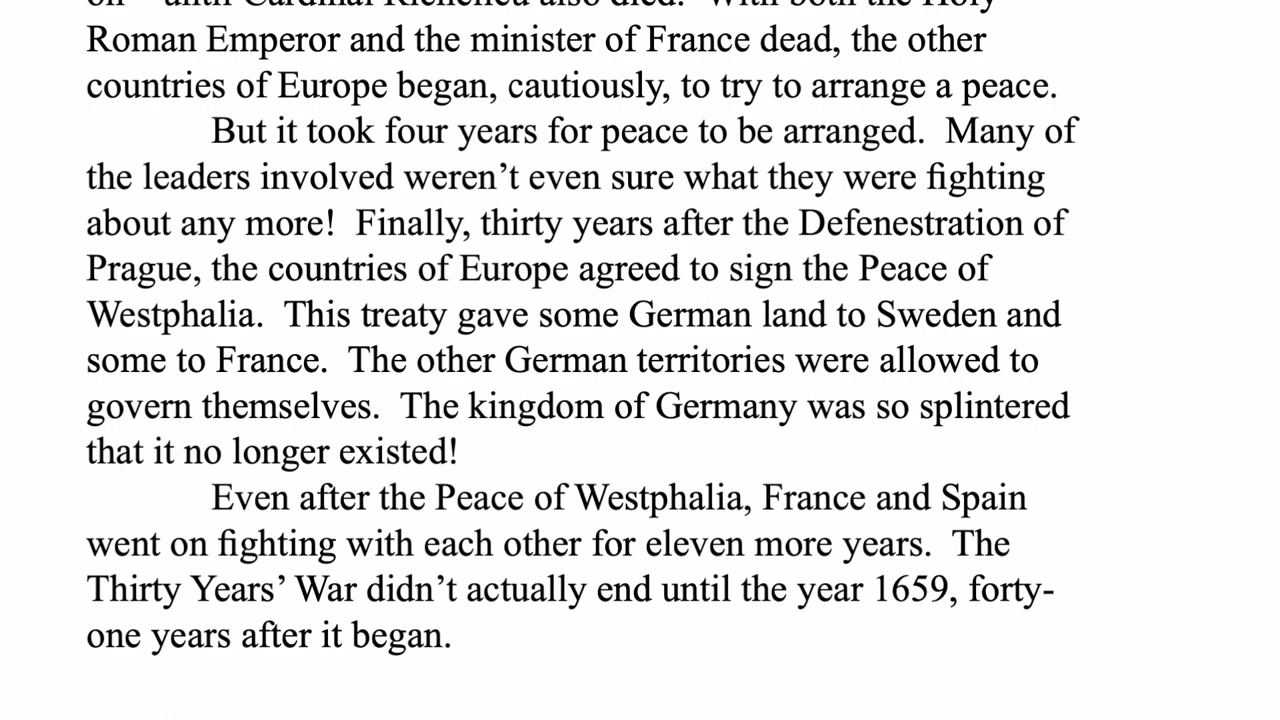 Roman Emperor and the minister of France dead, the other
countries of Europe began, cautiously, to try to arrange a peace.
But it took four years for peace to be arranged.  Many of
the leaders involved weren’t even sure what they were fighting
about any more!  Finally, thirty years after the Defenestration of
Prague, the countries of Europe agreed to sign the Peace of
Westphalia.  This treaty gave some German land to Sweden and
some to France.  The other German territories were allowed to
govern themselves.  The kingdom of Germany was so splintered
that it no longer existed!
Even after the Peace of Westphalia, France and Spain
went on fighting with each other for eleven more years.  The
Thirty Years’ War didn’t actually end until the year 1659, forty-
one years after it began.